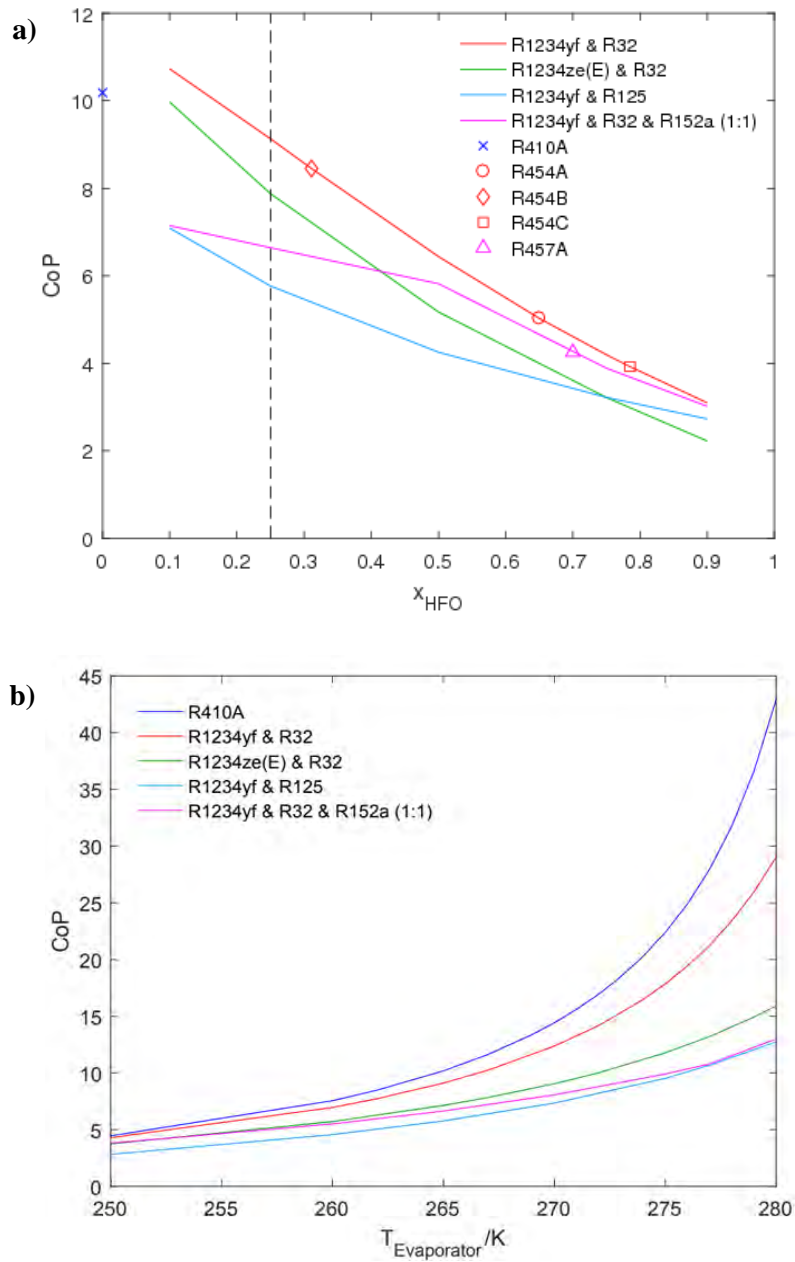 a)
12
10
8
6
4
2
0
CoP
0 0.1 0.2 0.3 0.4 0.5 0.6 0.7 0.8 0.9 1
x_HFO
R1234yf & R32
R1234ze(E) & R32
R1234yf & R125
R1234yf & R32 & R152a (1:1)
R410A
R454A
R454B
R454C
R457A
b)
45
40
35
30
25
20
15
10
5
0
CoP
250 255 260 265 270 275 280
T_Evaporator/K
R410A
R1234yf & R32
R1234ze(E) & R32
R1234yf & R125
R1234yf & R32 & R152a (1:1)